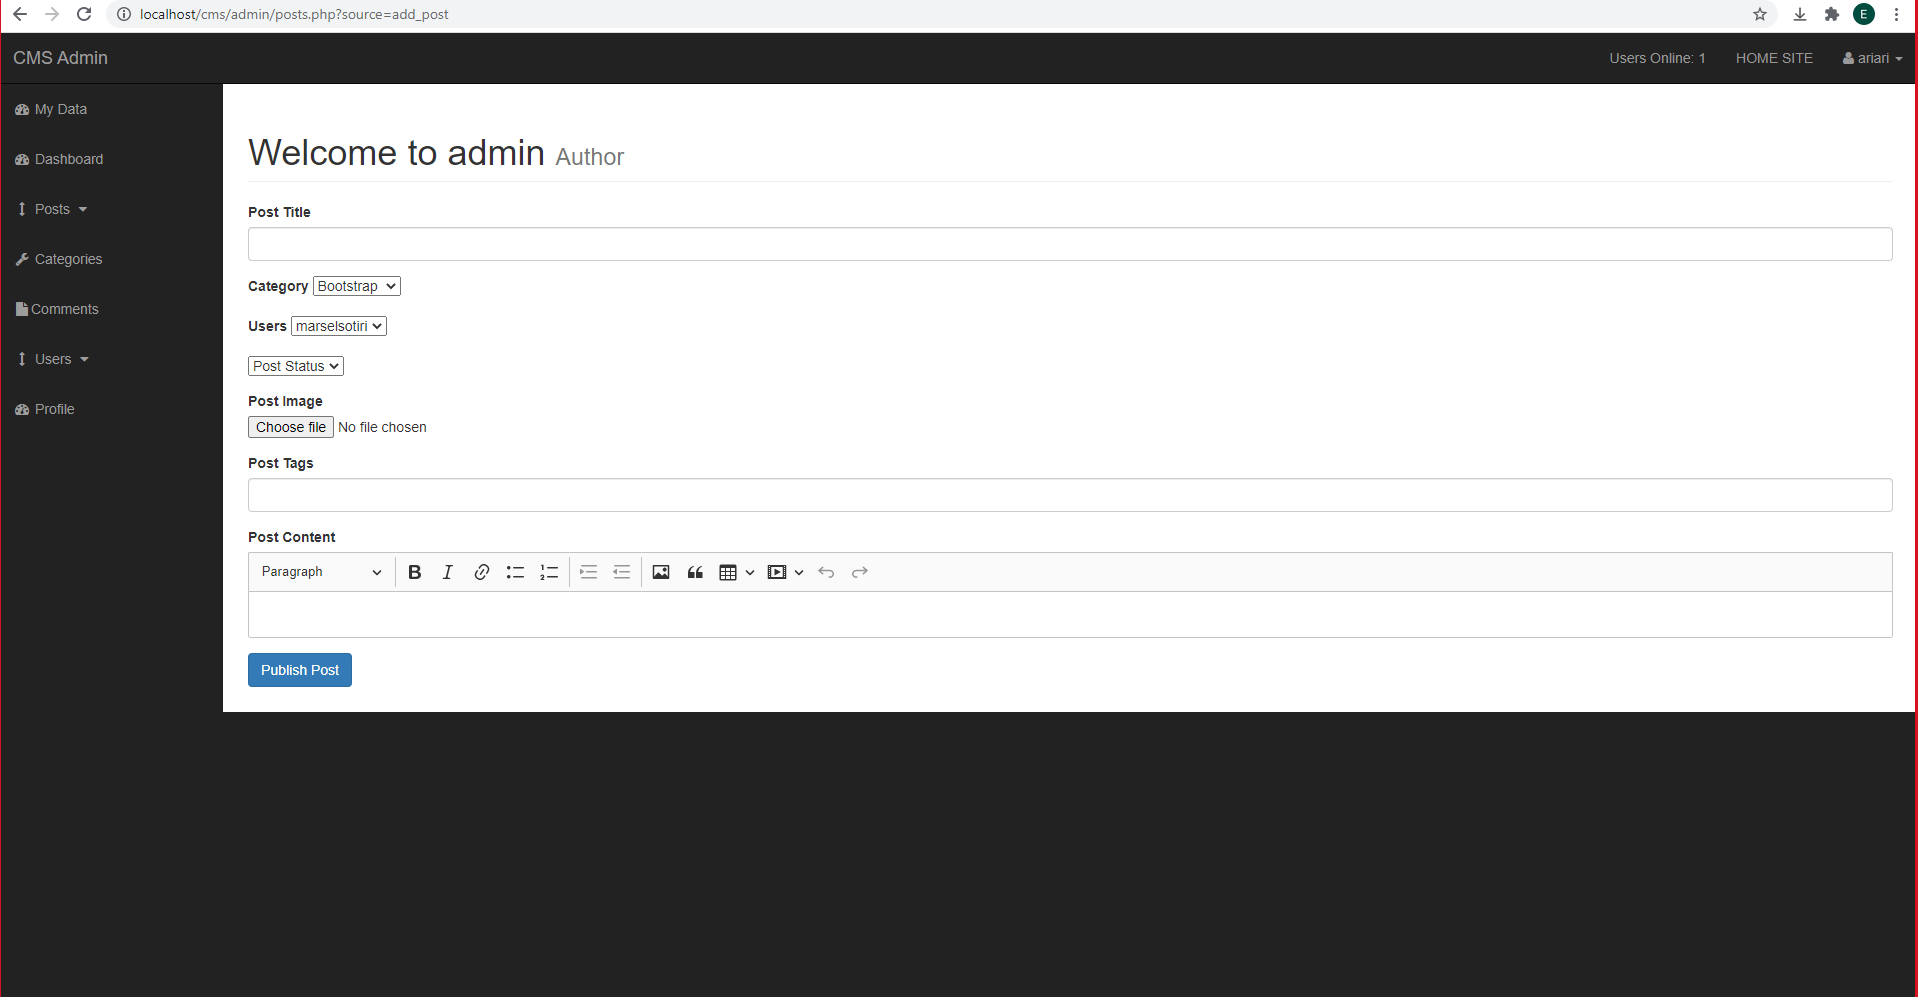 localhost/cms/admin/posts.php?source=add_post
E
CMS Admin
Users Online: 1
HOME SITE
ariari
My Data
Dashboard
Posts
Categories
Comments
Users
Profile
Welcome to admin Author
Post Title
Category Bootstrap
Users marselsotiri
Post Status
Post Image
Choose file No file chosen
Post Tags
Post Content
Paragraph
Publish Post